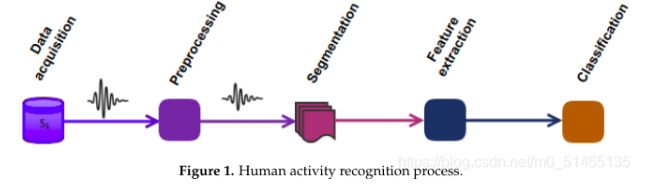 Data
acquisition
Preprocessing
Segmentation
Feature
extraction
Classification
S₁
Figure 1. Human activity recognition process.
https://blog.csdn.net/m0_51465135